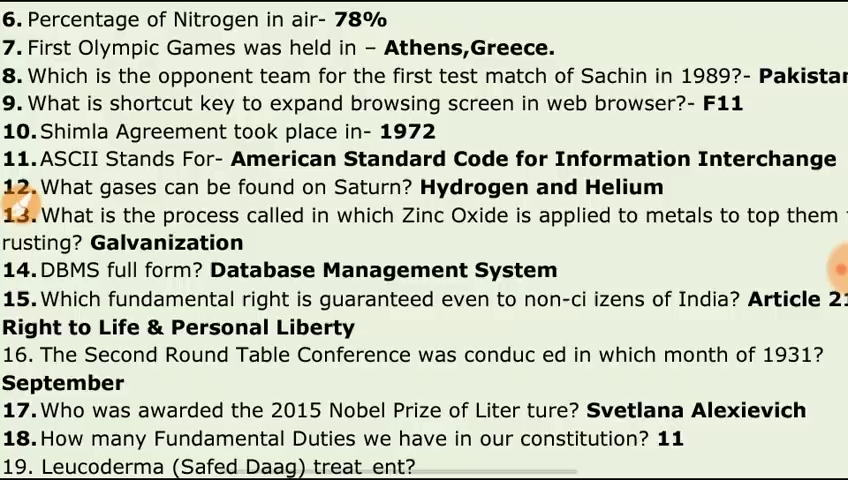 6. Percentage of Nitrogen in air- 78%
7. First Olympic Games was held in – Athens,Greece.
8. Which is the opponent team for the first test match of Sachin in 1989?- Pakistan
9. What is shortcut key to expand browsing screen in web browser?- F11
10. Shimla Agreement took place in- 1972
11. ASCII Stands For- American Standard Code for Information Interchange
12. What gases can be found on Saturn? Hydrogen and Helium
13. What is the process called in which Zinc Oxide is applied to metals to top them
rusting? Galvanization
14. DBMS full form? Database Management System
15. Which fundamental right is guaranteed even to non-ci izens of India? Article 21
Right to Life & Personal Liberty
16. The Second Round Table Conference was conduc ed in which month of 1931?
September
17. Who was awarded the 2015 Nobel Prize of Liter ture? Svetlana Alexievich
18. How many Fundamental Duties we have in our constitution? 11
19. Leucoderma (Safed Daag) treat ent?